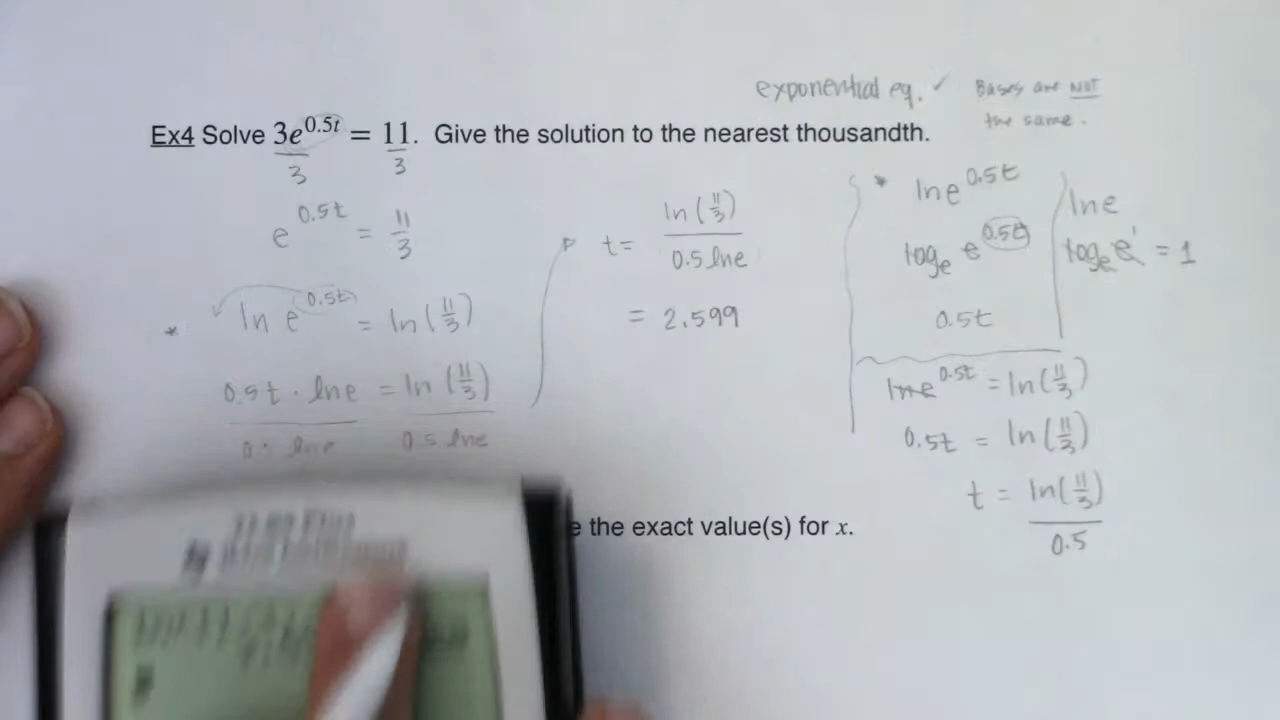 exponential eq. ✓ Bases are NOT
the same.
Ex4 Solve 3e^0.5t = 11. Give the solution to the nearest thousandth.
3 3
e^0.5t = 11/3
* ln e^0.5t = ln(11/3)
0.5t · lne = ln(11/3)
0.5 lne 0.5 lne
t = ln(11/3) / 0.5 lne
= 2.599
* lne^0.5t
log_e e^0.5t
0.5t
lne
log_e e^1 = 1
lne^0.5t = ln(11/3)
0.5t = ln(11/3)
t = ln(11/3) / 0.5
the exact value(s) for x.